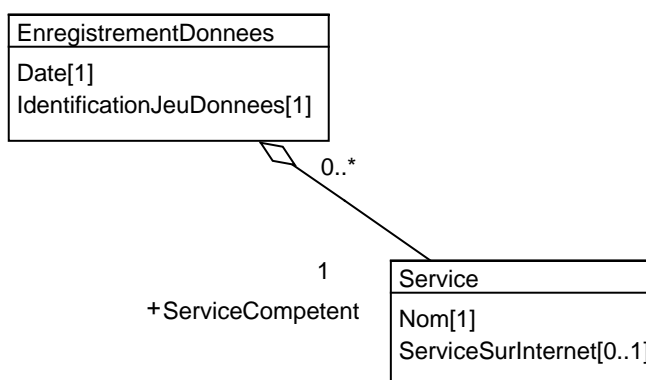 EnregistrementDonnees
Date[1]
IdentificationJeuDonnees[1]
0..*
1
+ServiceCompetent
Service
Nom[1]
ServiceSurInternet[0..1]